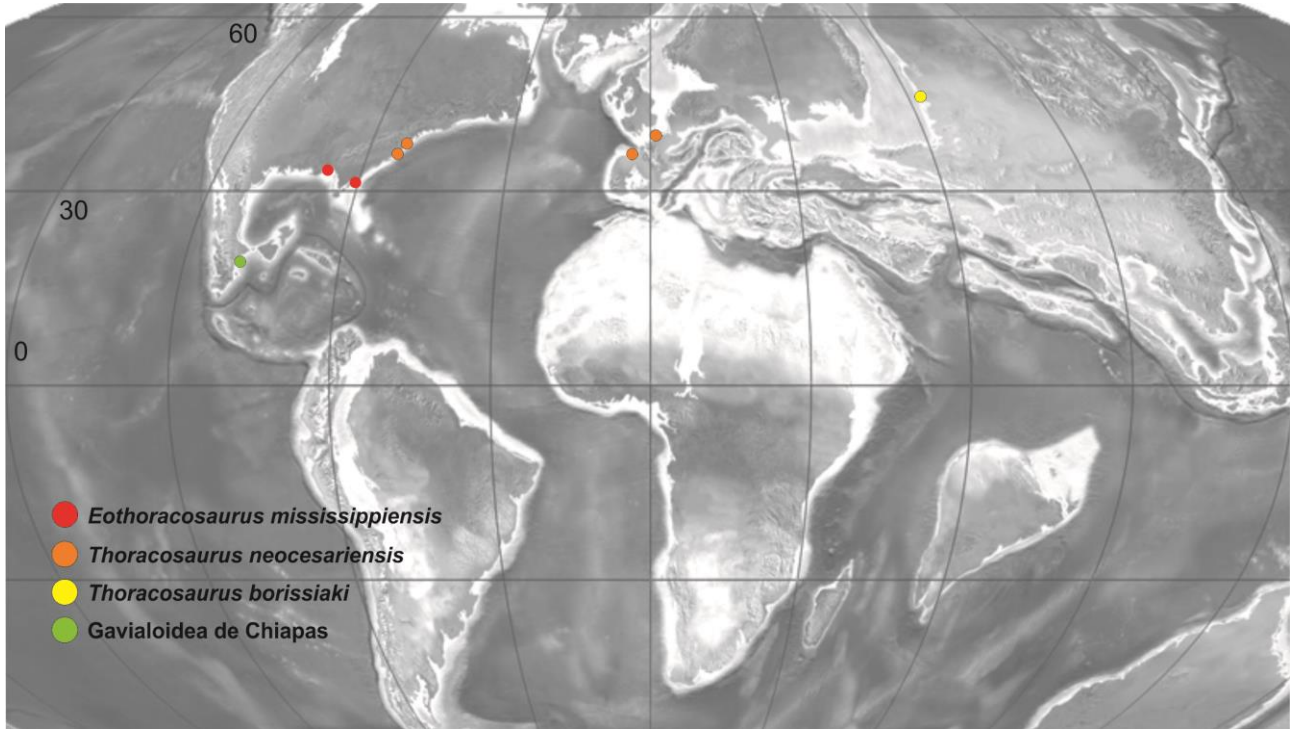 60
30
0
Eothoracosaurus mississippiensis
Thoracosaurus neocesariensis
Thoracosaurus borissiaki
Gavialoidea de Chiapas